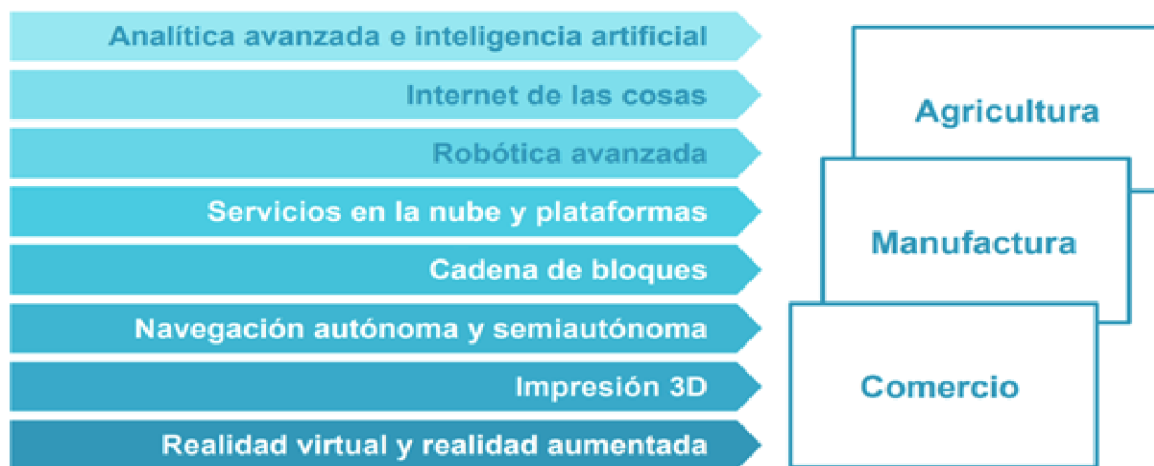 Analítica avanzada e inteligencia artificial
Internet de las cosas
Robótica avanzada
Servicios en la nube y plataformas
Cadena de bloques
Navegación autónoma y semiautónoma
Impresión 3D
Realidad virtual y realidad aumentada
Agricultura
Manufactura
Comercio